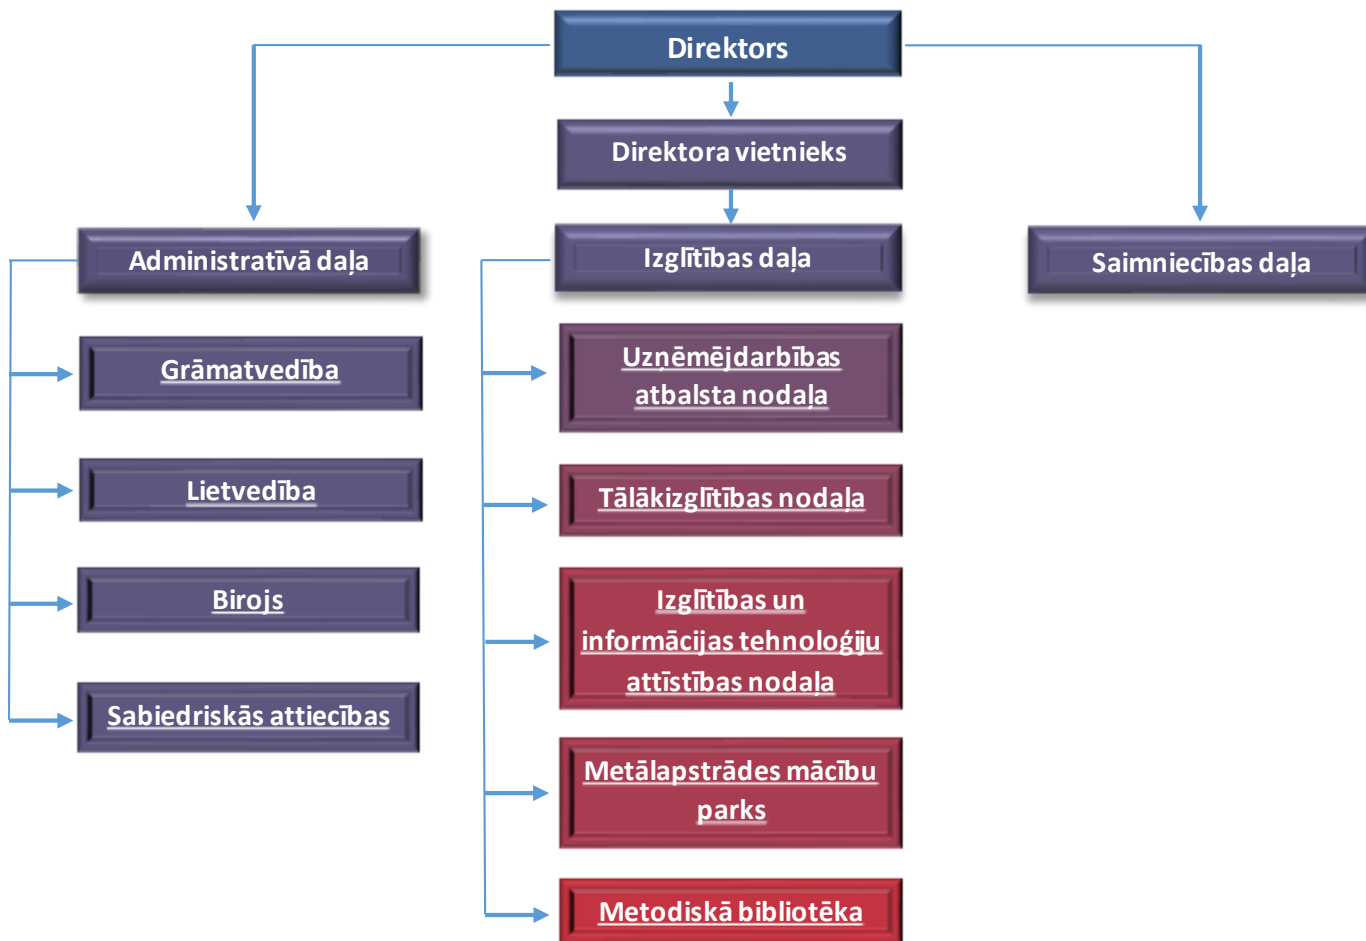 Direktors
Direktora vietnieks
Administratīvā daļa
Izglītības daļa
Saimniecības daļa
Grāmatvedība
Lietvedība
Birojs
Sabiedriskās attiecības
Uzņēmējdarbības
atbalsta nodaļa
Tālākizglītības nodaļa
Izglītības un
informācijas tehnoloģiju
attīstības nodaļa
Metālapstrādes mācību
parks
Metodiskā bibliotēka